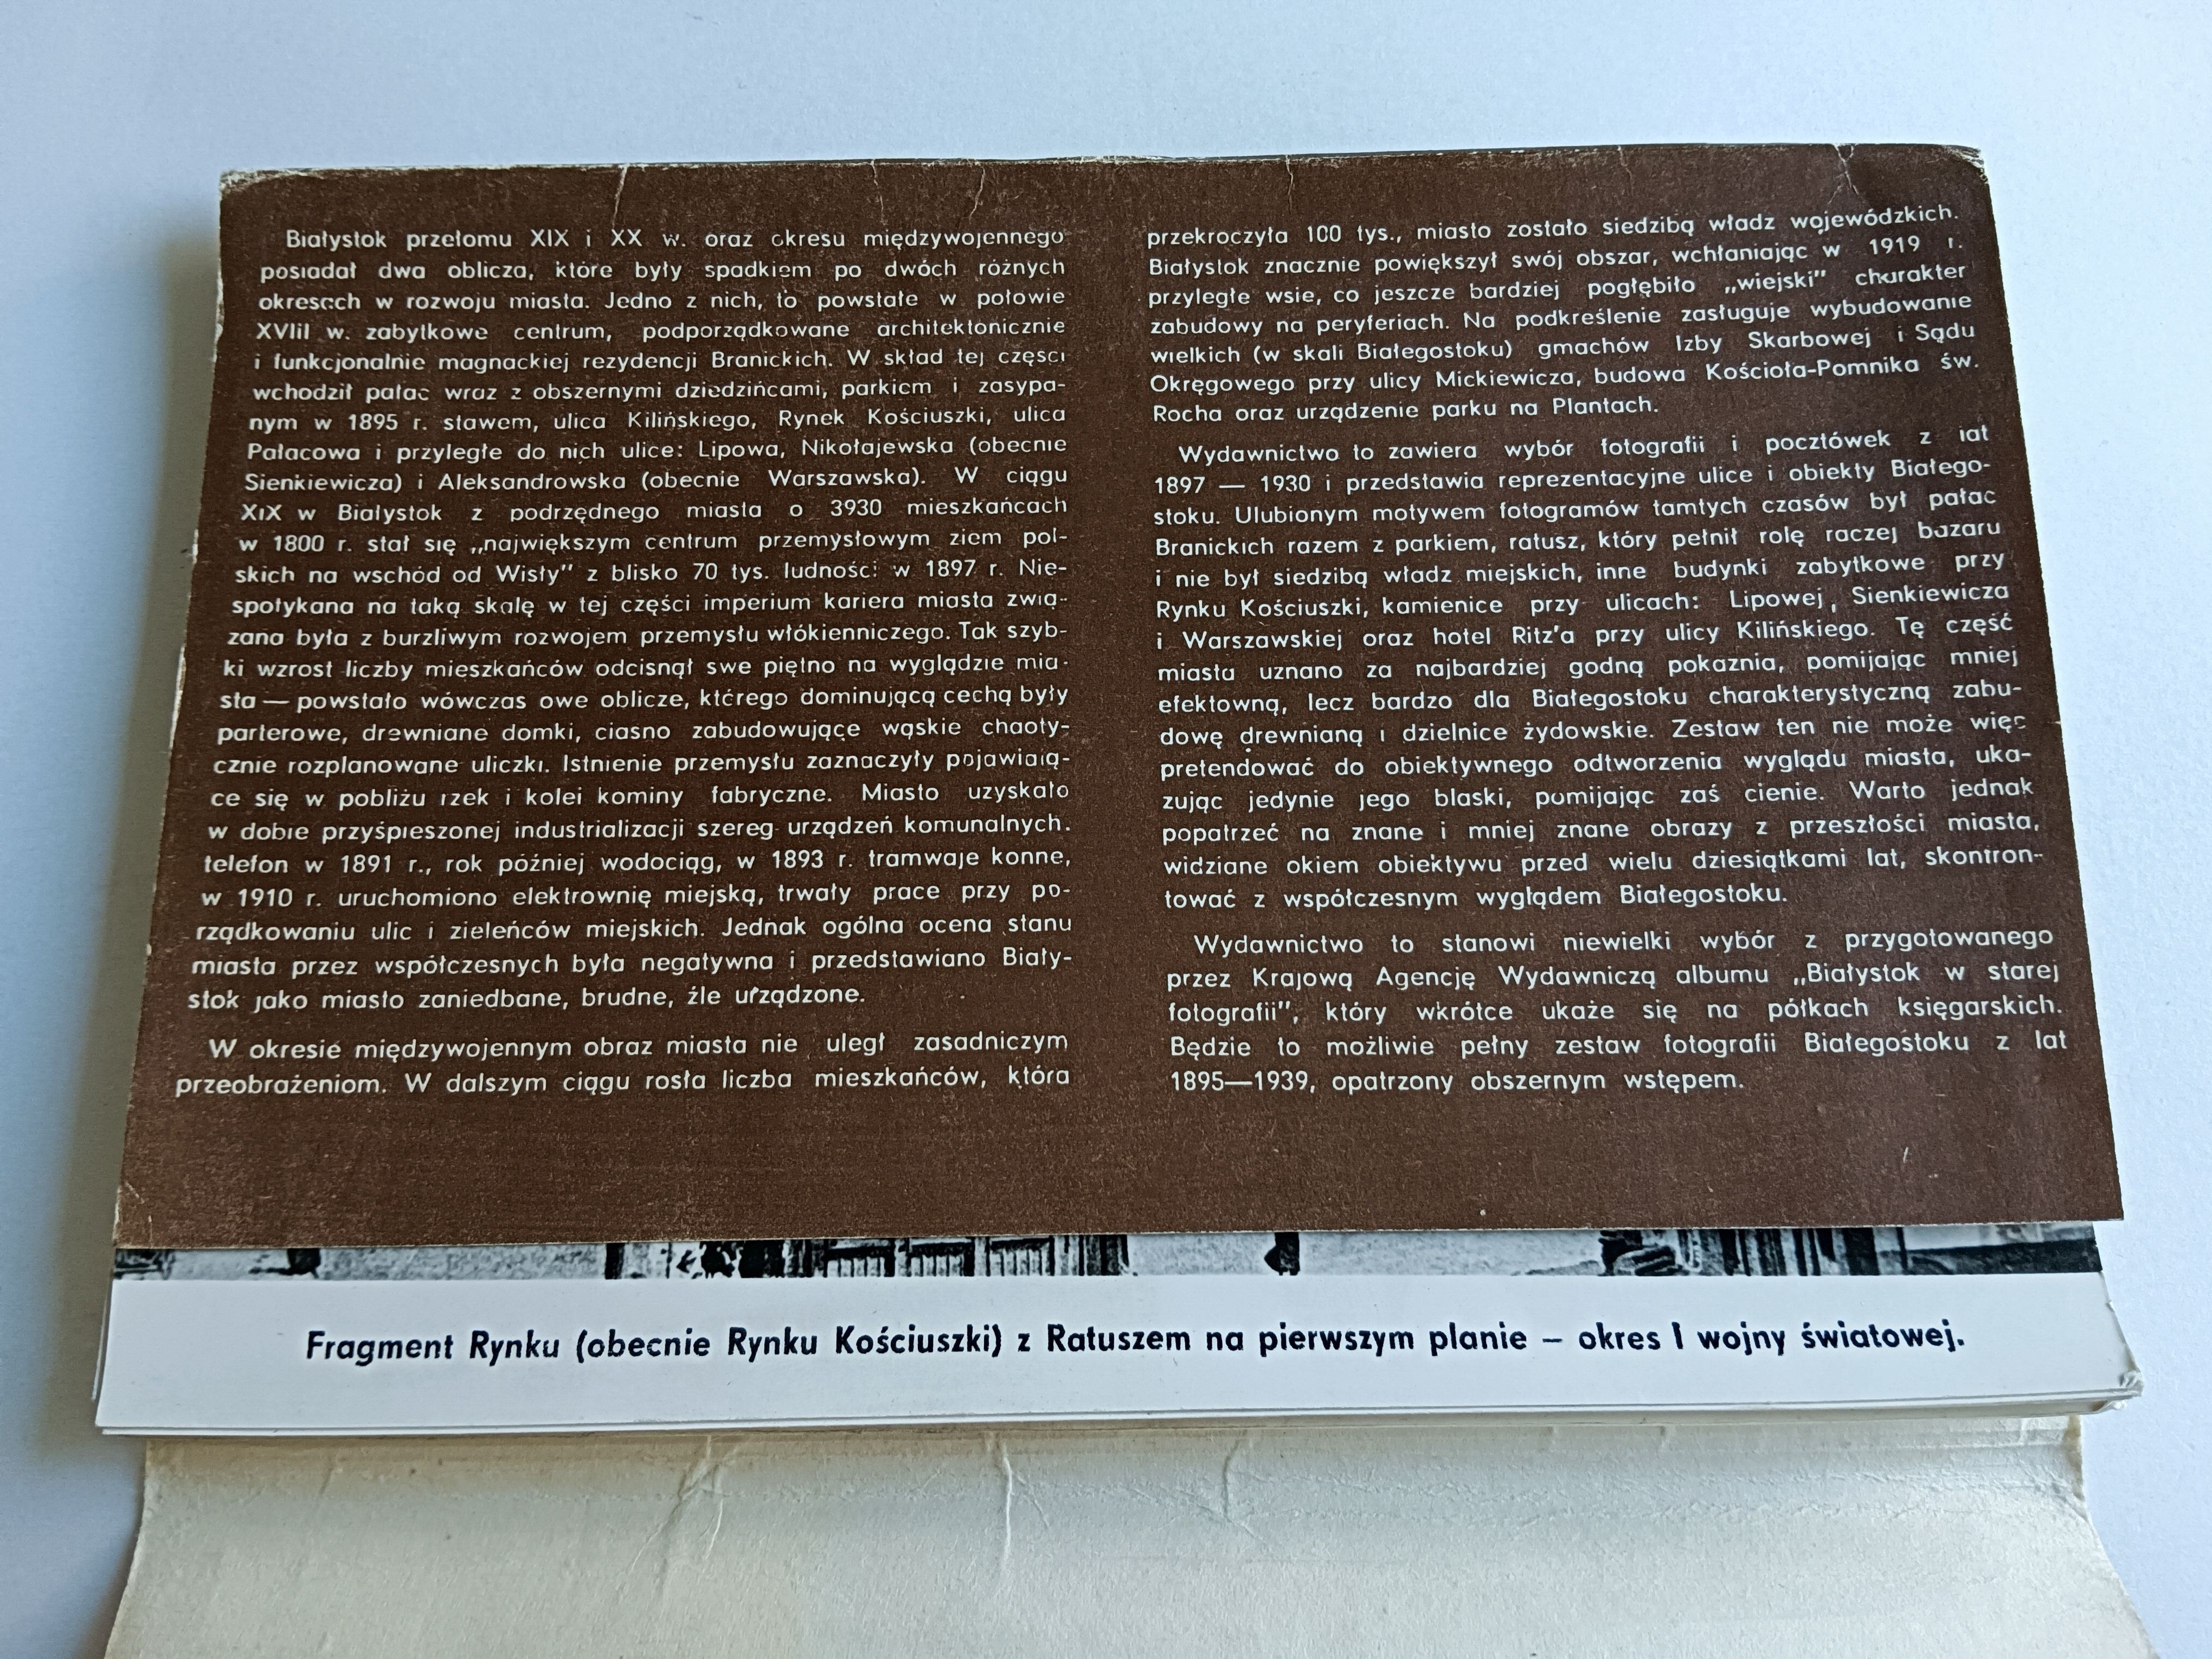 Białystok przełomu XIX i XX w. oraz okresu międzywojennego
posiadał dwa oblicza, które były spadkiem po dwóch różnych
okresach w rozwoju miasta. Jedno z nich, to powstałe w połowie
XVIII w. zabytkowe centrum, podporządkowane architektonicznie
i funkcjonalnie magnackiej rezydencji Branickich. W skład tej części
wchodził pałac wraz z obszernymi dziedzińcami, parkiem i zasypa-
nym w 1895 r. stawem, ulica Kilińskiego, Rynek Kościuszki, ulica
Pałacowa i przyległe do nich ulice: Lipowa, Nikołajewska (obecnie
Sienkiewicza) i Aleksandrowska (obecnie Warszawska). W ciągu
XIX w Białystok z podrzędnego miasta o 3930 mieszkańcach
w 1800 r. stał się „największym centrum przemysłowym ziem pol-
skich na wschód od Wisły" z blisko 70 tys. ludności w 1897 r. Nie-
spotykana na taką skalę w tej części imperium kariera miasta zwią-
zana była z burzliwym rozwojem przemysłu włókienniczego. Tak szyb-
ki wzrost liczby mieszkańców odcisnął swe piętno na wyglądzie mia-
sta — powstało wówczas owe oblicze, którego dominującą cechą były
parterowe, drewniane domki, ciasno zabudowujące wąskie chaoty-
cznie rozplanowane uliczki. Istnienie przemysłu zaznaczyły pojawiają-
ce się w pobliżu rzek i kolei kominy fabryczne. Miasto uzyskało
w dobie przyśpieszonej industrializacji szereg urządzeń komunalnych.
telefon w 1891 r., rok później wodociąg, w 1893 r. tramwaje konne,
w 1910 r. uruchomiono elektrownię miejską, trwały prace przy po-
rządkowaniu ulic i zieleńców miejskich. Jednak ogólna ocena stanu
miasta przez współczesnych była negatywna i przedstawiano Biały-
stok jako miasto zaniedbane, brudne, źle urządzone.
W okresie międzywojennym obraz miasta nie uległ zasadniczym
przeobrażeniom. W dalszym ciągu rosła liczba mieszkańców, która
przekroczyła 100 tys., miasto zostało siedzibą władz wojewódzkich.
Białystok znacznie powiększył swój obszar, wchłaniając w 1919 r.
przyległe wsie, co jeszcze bardziej pogłębiło „wiejski" charakter
zabudowy na peryferiach. Na podkreślenie zasługuje wybudowanie
wielkich (w skali Białegostoku) gmachów Izby Skarbowej i Sądu
Okręgowego przy ulicy Mickiewicza, budowa Kościoła-Pomnika św.
Rocha oraz urządzenie parku na Plantach.
Wydawnictwo to zawiera wybór fotografii i pocztówek z lat
1897 — 1930 i przedstawia reprezentacyjne ulice i obiekty Białego-
stoku. Ulubionym motywem fotogramów tamtych czasów był pałac
Branickich razem z parkiem, ratusz, który pełnił rolę raczej bazaru
i nie był siedzibą władz miejskich, inne budynki zabytkowe przy
Rynku Kościuszki, kamienice przy ulicach: Lipowej, Sienkiewicza
i Warszawskiej oraz hotel Ritz'a przy ulicy Kilińskiego. Tę część
miasta uznano za najbardziej godną pokaznia, pomijając mniej
efektowną, lecz bardzo dla Białegostoku charakterystyczną zabu-
dowę drewnianą i dzielnice żydowskie. Zestaw ten nie może więc
pretendować do obiektywnego odtworzenia wyglądu miasta, uka-
zując jedynie jego blaski, pomijając zaś cienie. Warto jednak
popatrzeć na znane i mniej znane obrazy z przeszłości miasta,
widziane okiem obiektywu przed wielu dziesiątkami lat, skontron-
tować z współczesnym wyglądem Białegostoku.
Wydawnictwo to stanowi niewielki wybór z przygotowanego
przez Krajową Agencję Wydawniczą albumu „Białystok w starej
fotografii", który wkrótce ukaże się na półkach księgarskich.
Będzie to możliwie pełny zestaw fotografii Białegostoku z lat
1895—1939, opatrzony obszernym wstępem.
Fragment Rynku (obecnie Rynku Kościuszki) z Ratuszem na pierwszym planie – okres I wojny światowej.